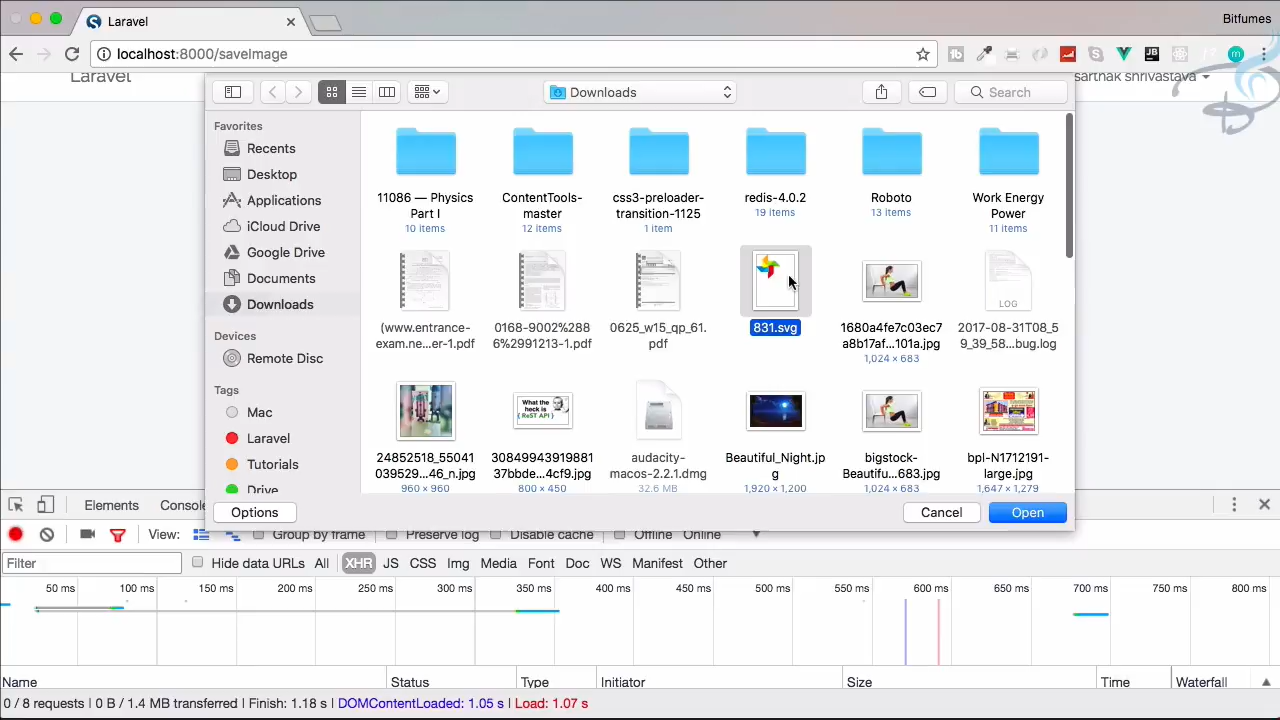 Laravel
Bitfumes
localhost:8000/saveImage
Laravel
sarthak shrivastava
Downloads
Search
Favorites
Recents
Desktop
Applications
iCloud Drive
Google Drive
Documents
Downloads
Devices
Remote Disc
Tags
Mac
Laravel
Tutorials
Drive
11086 — Physics
Part I
10 items
ContentTools-
master
12 items
css3-preloader-
transition-1125
1 item
redis-4.0.2
19 items
Roboto
13 items
Work Energy
Power
11 items
(www.entrance-
exam.ne...er-1.pdf
0168-9002%288
6%2991213-1.pdf
0625_w15_qp_61.
pdf
831.svg
1680a4fe7c03ec7
a8b17af...101a.jpg
1,024 × 683
LOG
2017-08-31T08_5
9_39_58...bug.log
24852518_55041
039529...46_n.jpg
960 × 960
What the
heck is
{ ReST API }
30849943919881
37bbde...4cf9.jpg
800 × 450
audacity-
macos-2.2.1.dmg
32.6 MB
Beautiful_Night.jp
g
1,920 × 1,200
bigstock-
Beautifu...683.jpg
1,024 × 683
bpl-N1712191-
large.jpg
1,647 × 1,279
Options
Cancel
Open
Elements
Console
View:
Group by frame
Preserve log
Disable cache
Offline
Online
Filter
Hide data URLs
All
XHR
JS
CSS
Img
Media
Font
Doc
WS
Manifest
Other
50 ms
100 ms
150 ms
200 ms
250 ms
300 ms
350 ms
400 ms
450 ms
500 ms
550 ms
600 ms
650 ms
700 ms
750 ms
800 ms
Name
Status
Type
Initiator
Size
Time
Waterfall
0 / 8 requests | 0 B / 1.4 MB transferred | Finish: 1.18 s | DOMContentLoaded: 1.05 s | Load: 1.07 s